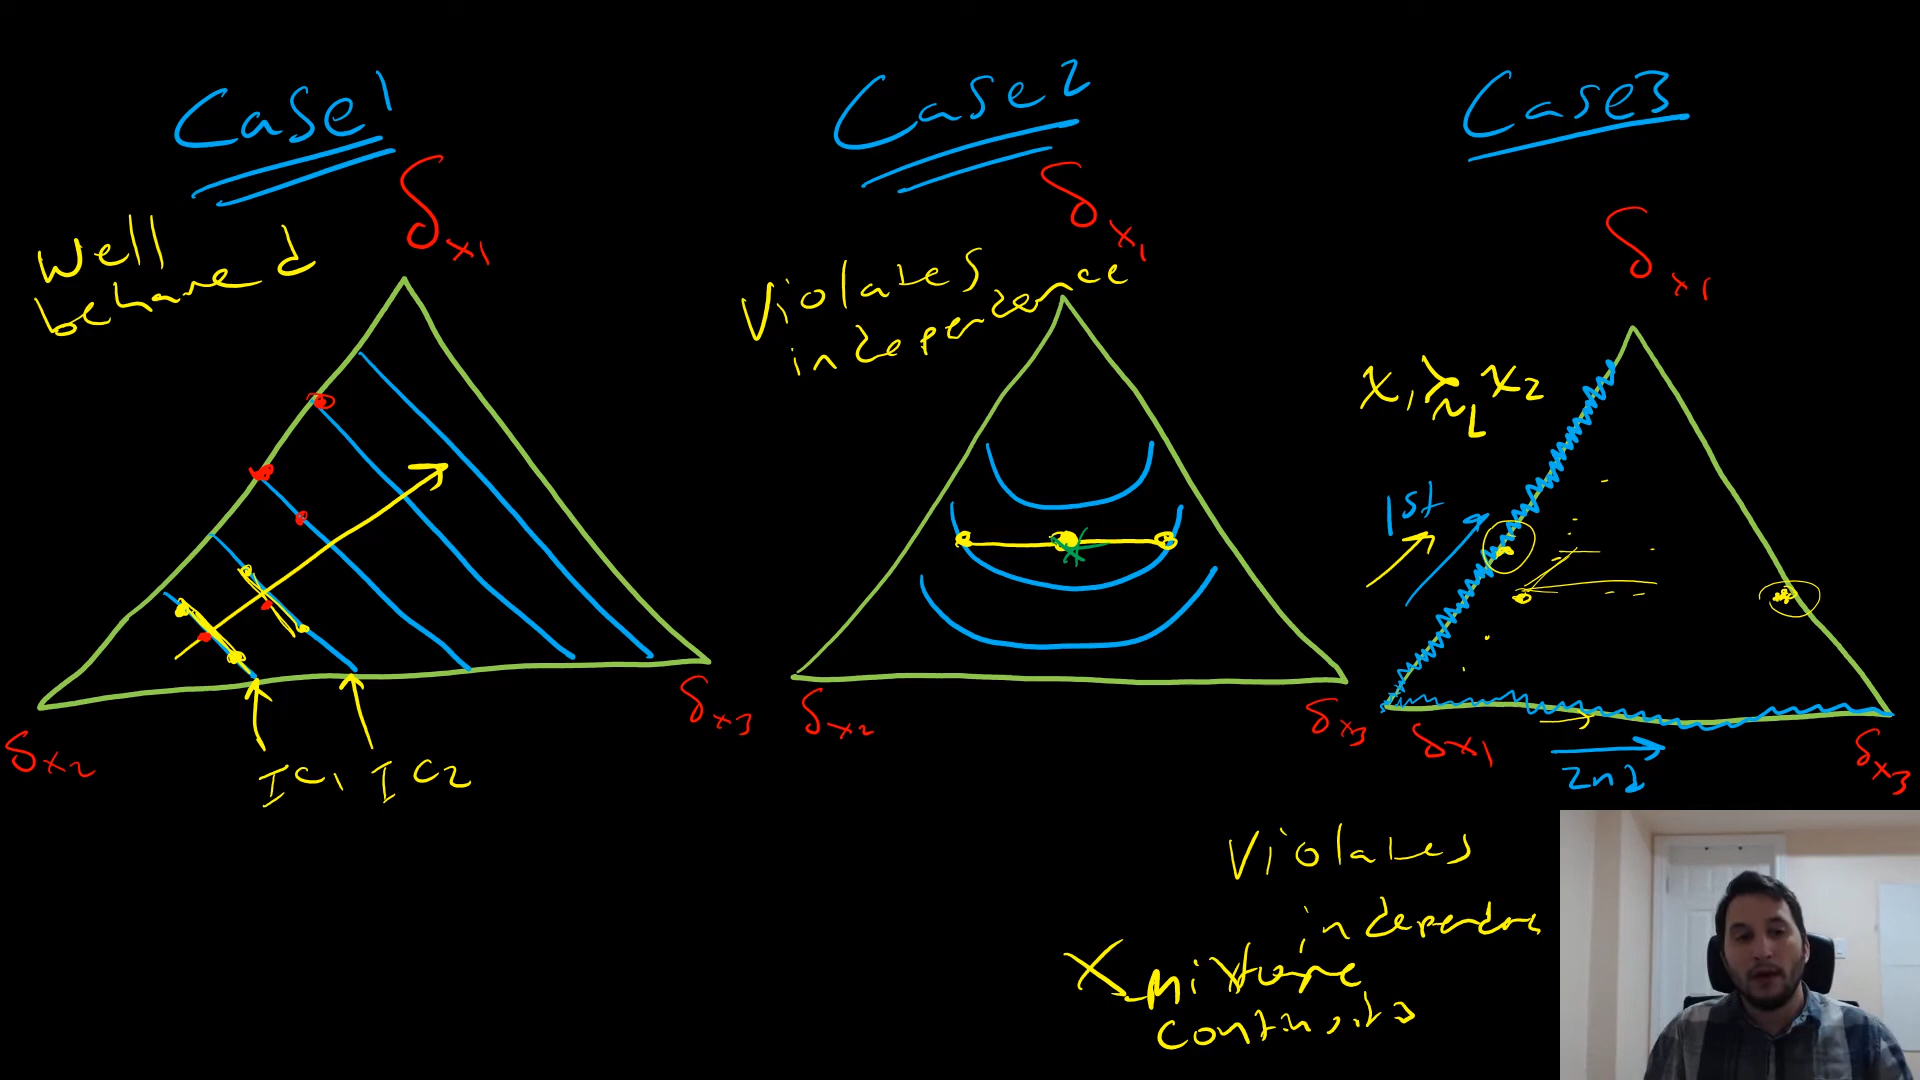 Case1
Case2
Case3
δx1
δx1
δx1
Well
behaved
Violates
independence
x1 ≿L x2
1st
IC1
IC2
δx2
δx3
δx2
δx3
δx1
δx3
2nd
Violates
X mixture
continuity